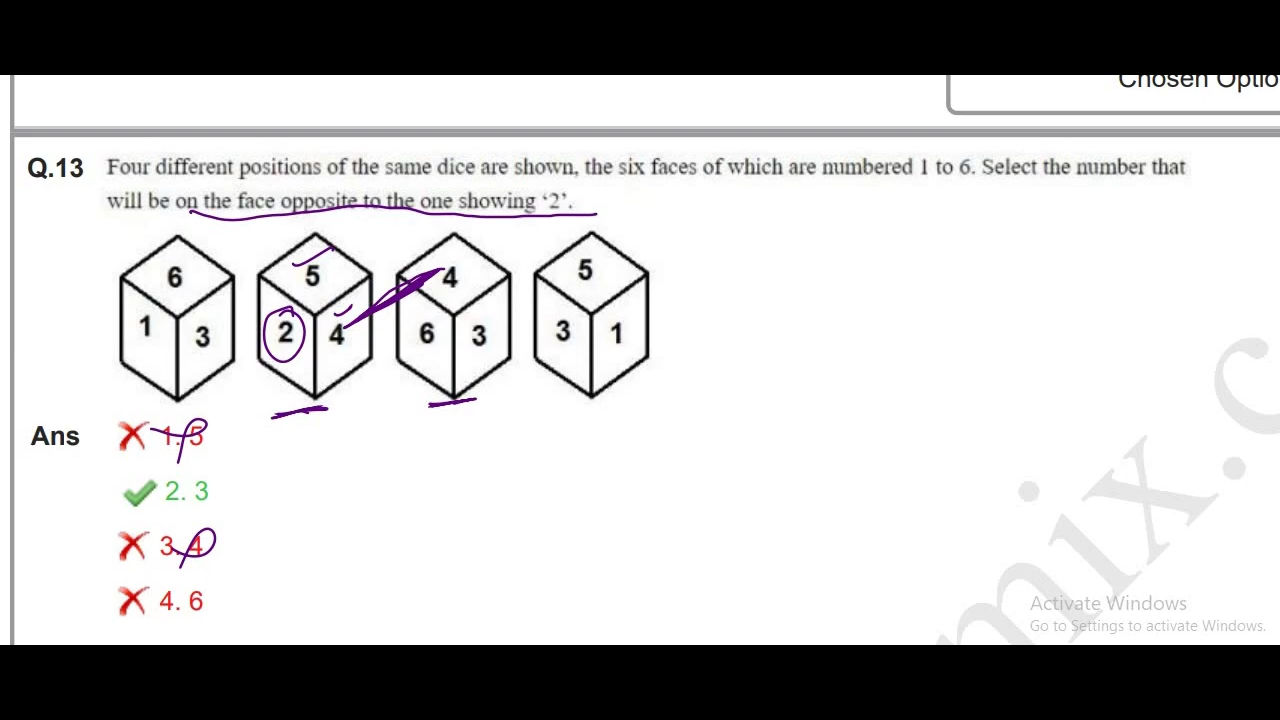 Chosen Optio
Q.13 Four different positions of the same dice are shown, the six faces of which are numbered 1 to 6. Select the number that
will be on the face opposite to the one showing ‘2’.
6 5 4 5
1 3 2 4 6 3 3 1
Ans 1. 5
2. 3
3. 4
4. 6
mix.c
Activate Windows
Go to Settings to activate Windows.